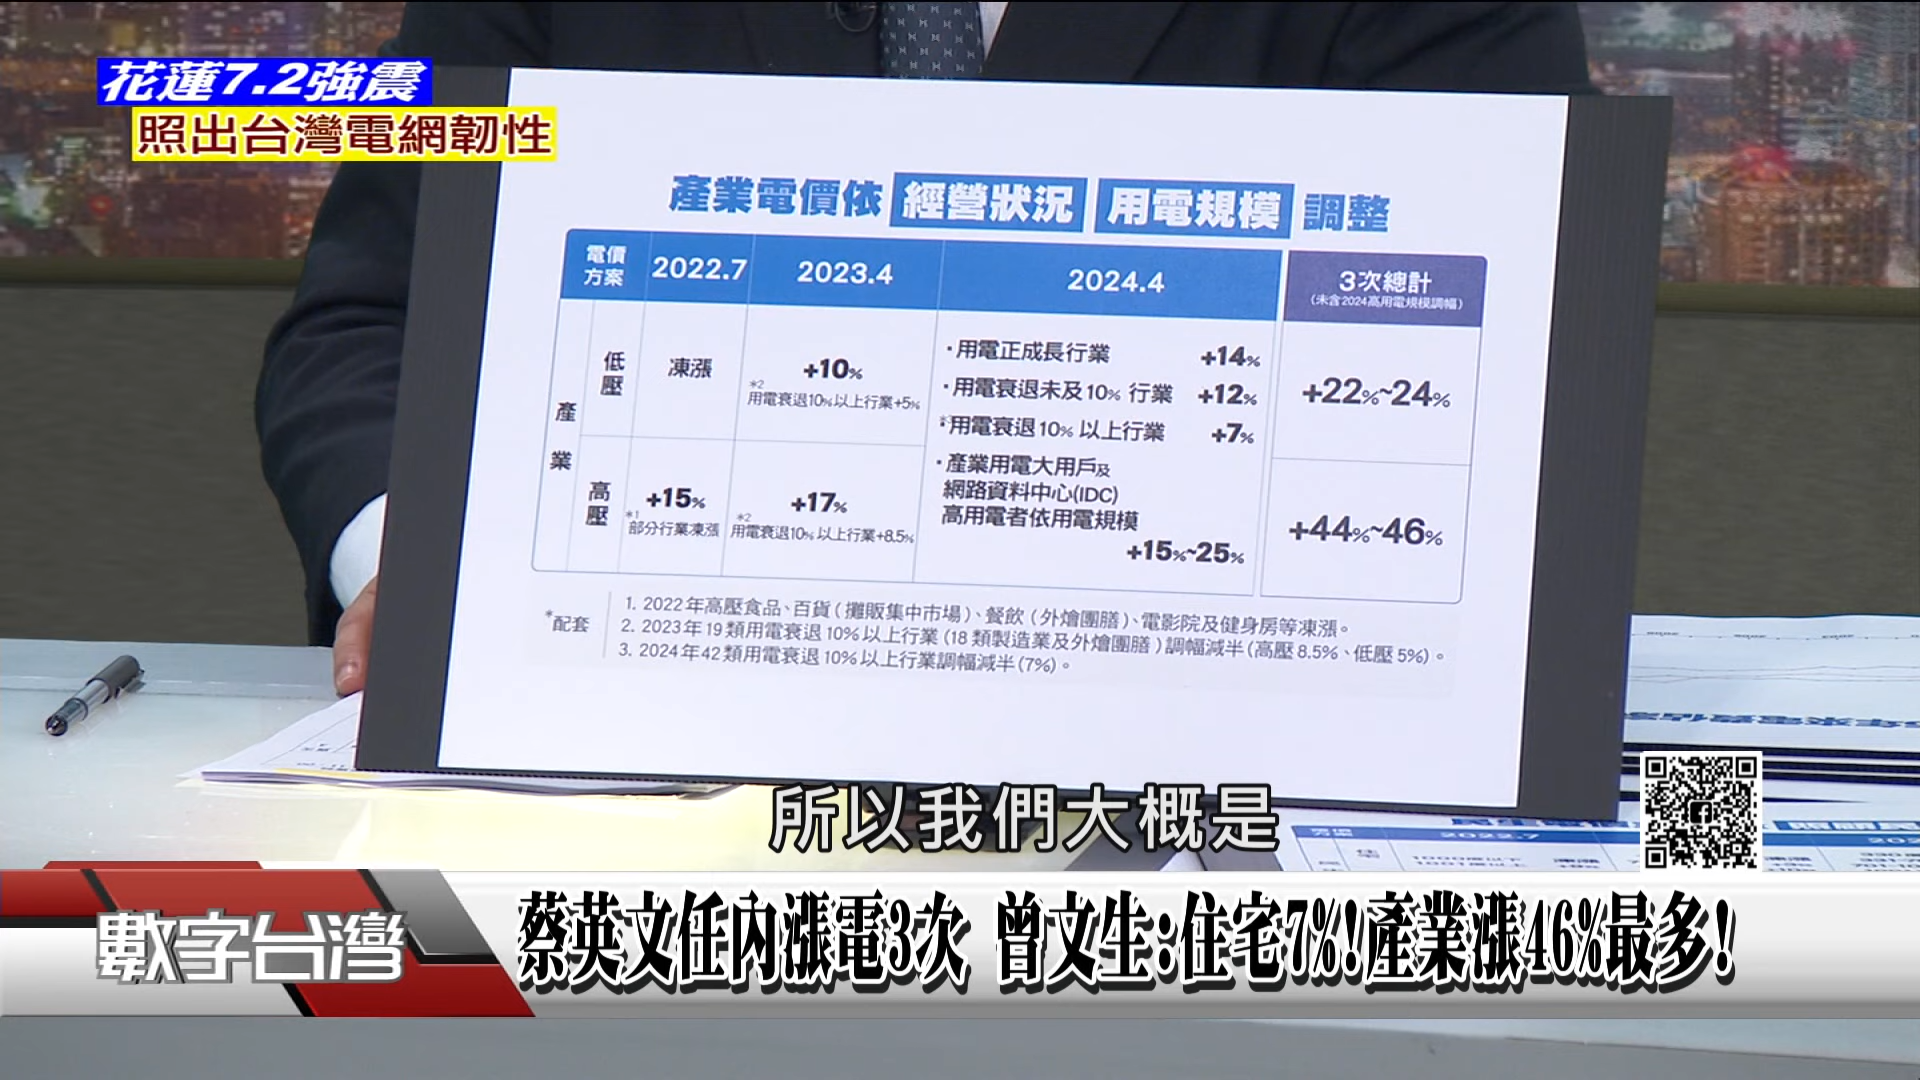 花蓮7.2強震
照出台灣電網韌性
產業電價依 經營狀況 用電規模 調整
電價方案 2022.7 2023.4 2024.4 3次總計
(未含2024高用電規模調幅)
產業
低壓 凍漲
+10%
*2 用電衰退10%以上行業+5%
・用電正成長行業 +14%
・用電衰退未及10% 行業 +12%
・用電衰退10% 以上行業 +7%
+22%~24%
高壓 +15%
*1 部分行業凍漲
+17%
*2 用電衰退10%以上行業+8.5%
・產業用電大用戶及
網路資料中心(IDC)
高用電者依用電規模
+15%~25%
+44%~46%
*配套
1. 2022年高壓食品、百貨(攤販集中市場)、餐飲(外燴團膳)、電影院及健身房等凍漲。
2. 2023年19類用電衰退10%以上行業(18類製造業及外燴團膳)調幅減半(高壓8.5%、低壓5%)。
3. 2024年42類用電衰退10%以上行業調幅減半(7%)。
所以我們大概是
數字台灣
蔡英文任內漲電3次 曾文生:住宅7%!產業漲46%最多!